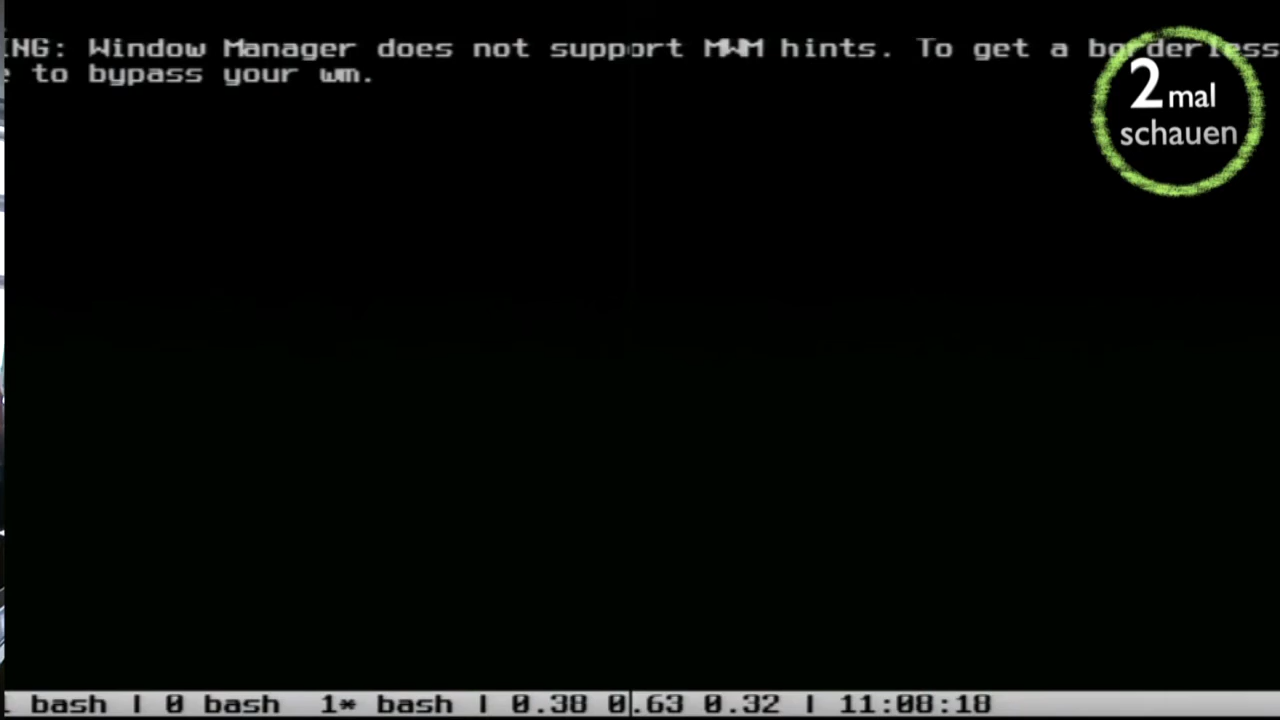 ING: Window Manager does not support MWM hints. To get a borderless
to bypass your wm.
2 mal
schauen
bash | 0 bash 1* bash | 0.38 0.63 0.32 | 11:08:18